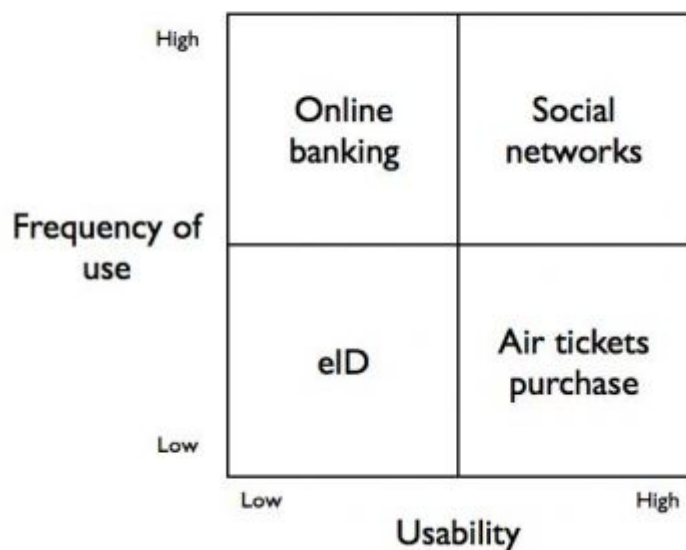 High
Online
banking
Social
networks
Frequency of
use
eID
Air tickets
purchase
Low
Low
High
Usability